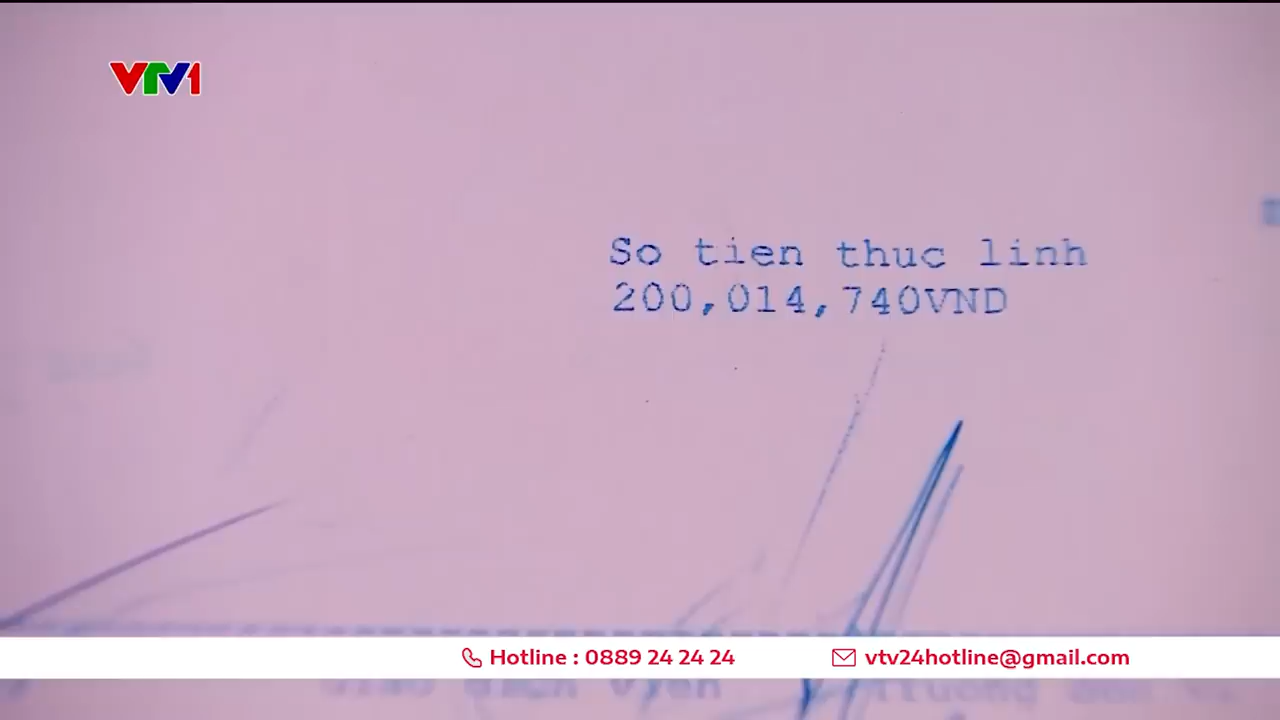 VTV1
So tien thuc linh
200,014,740VND
Hotline : 0889 24 24 24
vtv24hotline@gmail.com